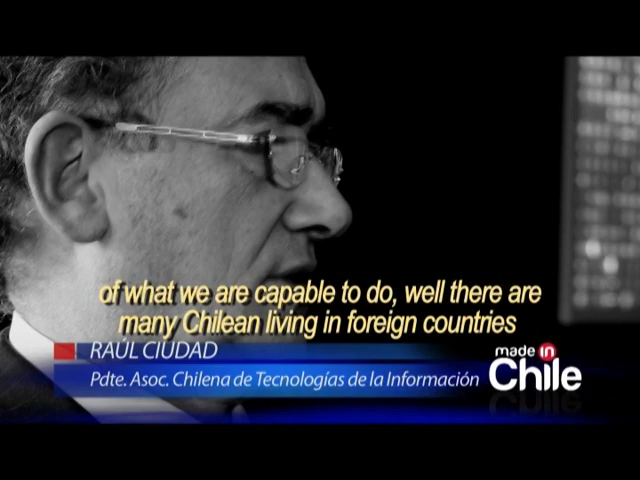 of what we are capable to do, well there are
many Chilean living in foreign countries
RAÚL CIUDAD
Pdte. Asoc. Chilena de Tecnologías de la Información
made in
Chile